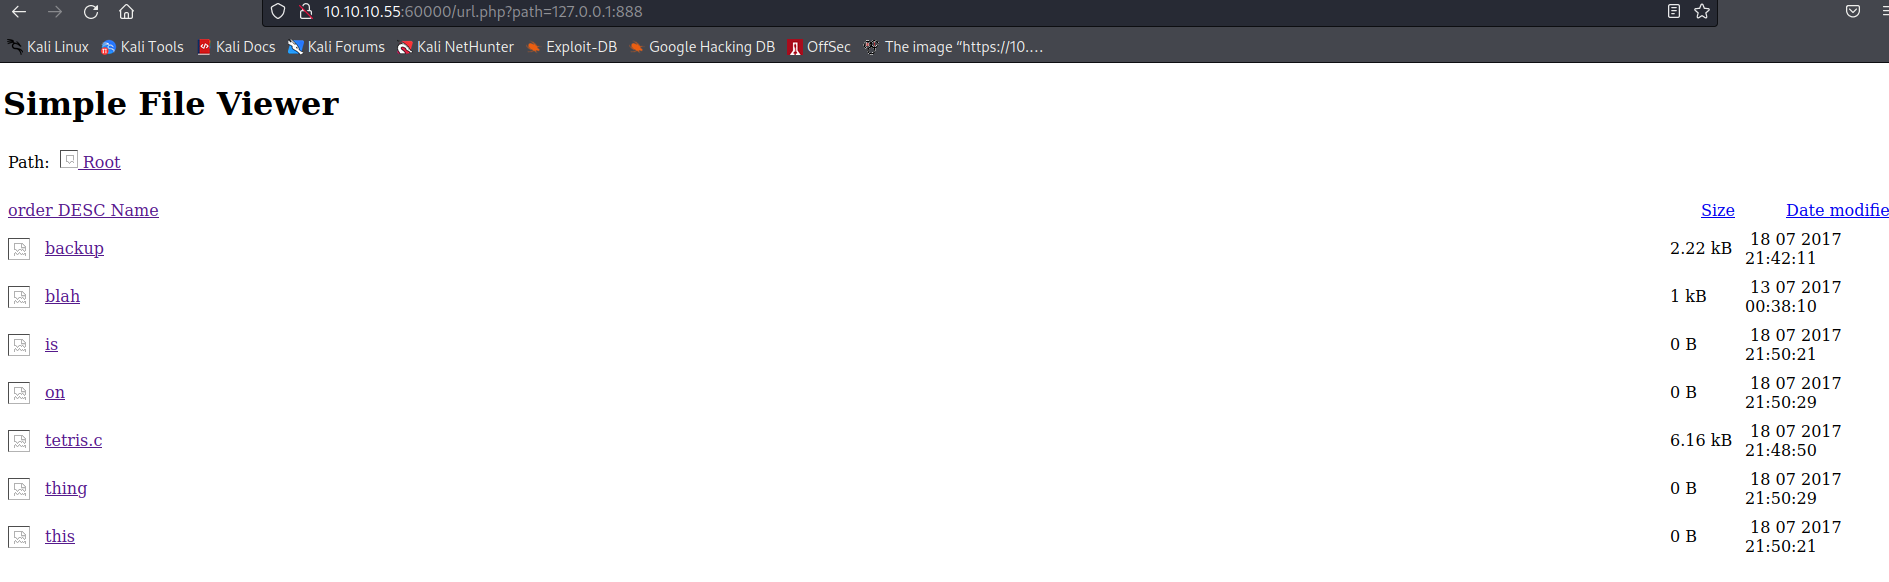 10.10.10.55:60000/url.php?path=127.0.0.1:888
Kali Linux Kali Tools Kali Docs Kali Forums Kali NetHunter Exploit-DB Google Hacking DB OffSec The image “https://10....
Simple File Viewer
Path: Root
order DESC Name Size Date modifie
backup 2.22 kB 18 07 2017
21:42:11
blah 1 kB 13 07 2017
00:38:10
is 0 B 18 07 2017
21:50:21
on 0 B 18 07 2017
21:50:29
tetris.c 6.16 kB 18 07 2017
21:48:50
thing 0 B 18 07 2017
21:50:29
this 0 B 18 07 2017
21:50:21